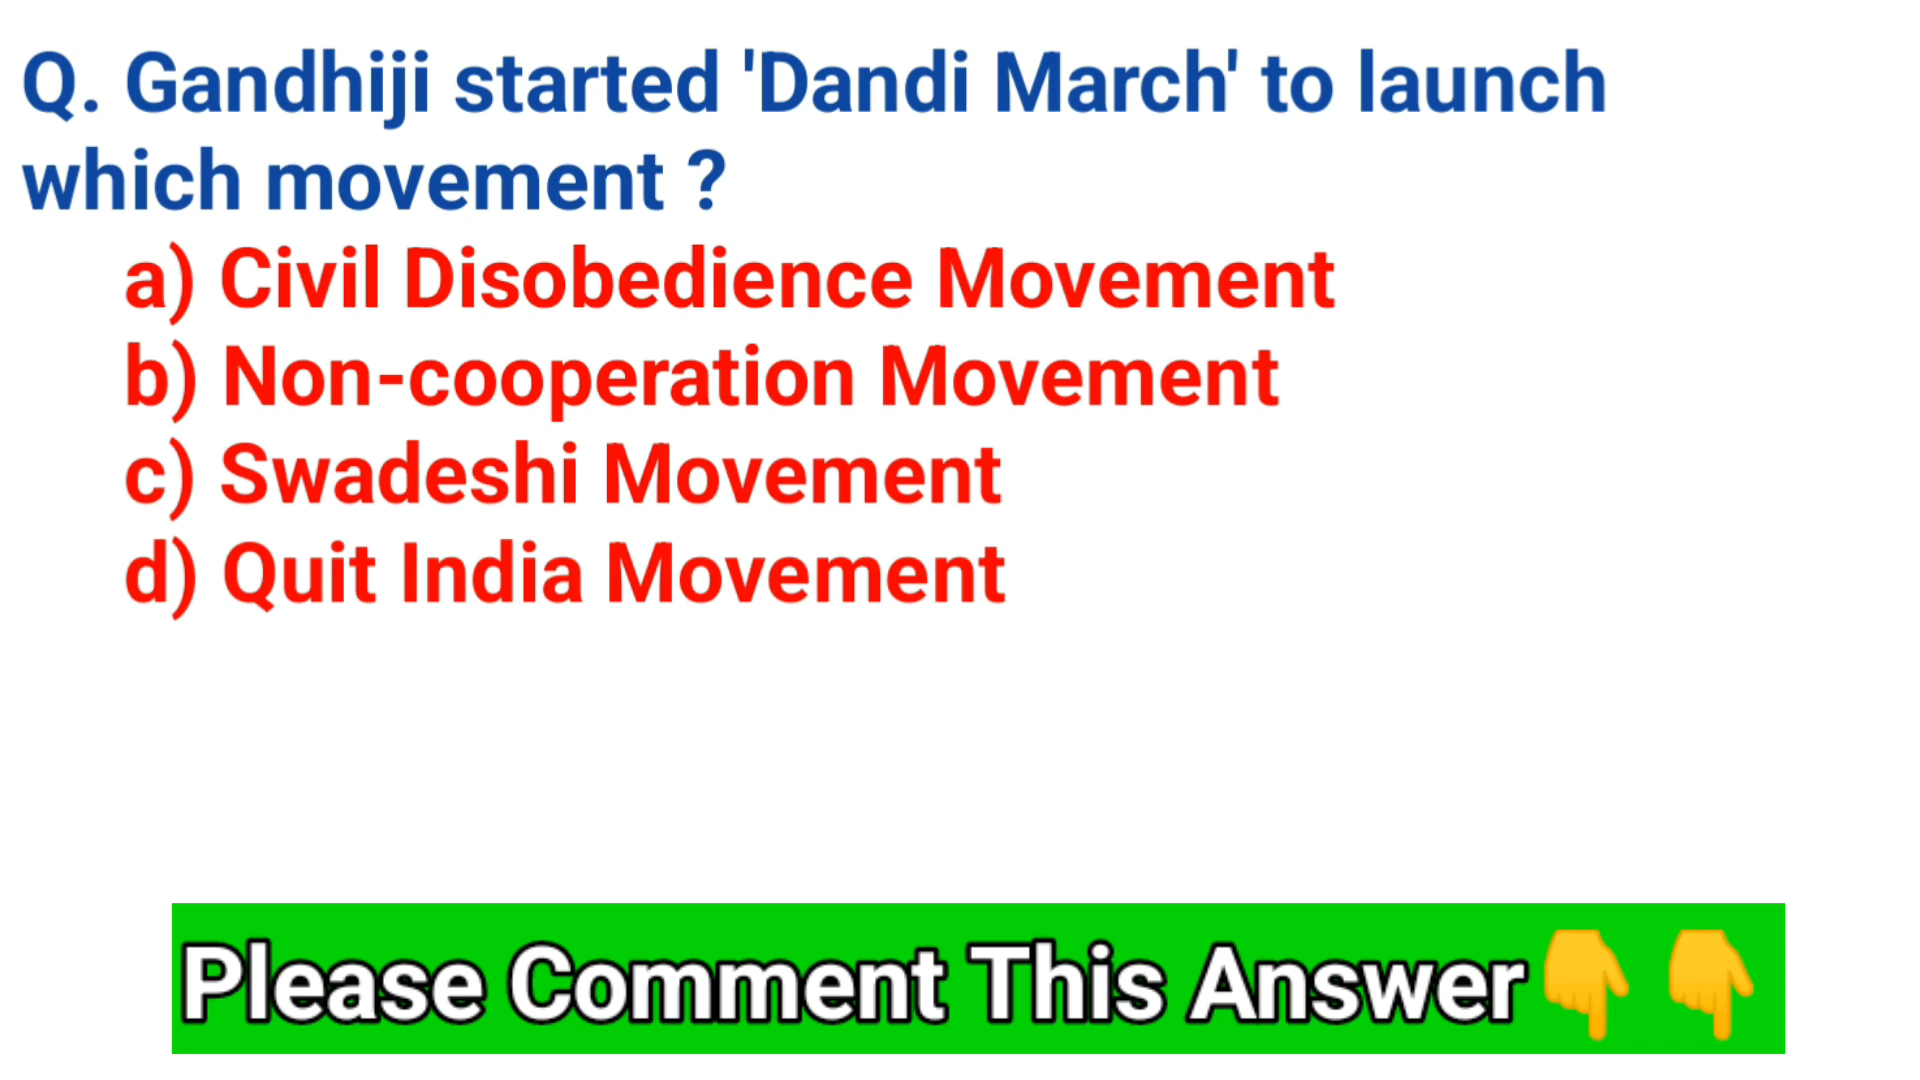 Q. Gandhiji started 'Dandi March' to launch
which movement ?
a) Civil Disobedience Movement
b) Non-cooperation Movement
c) Swadeshi Movement
d) Quit India Movement
Please Comment This Answer👇👇